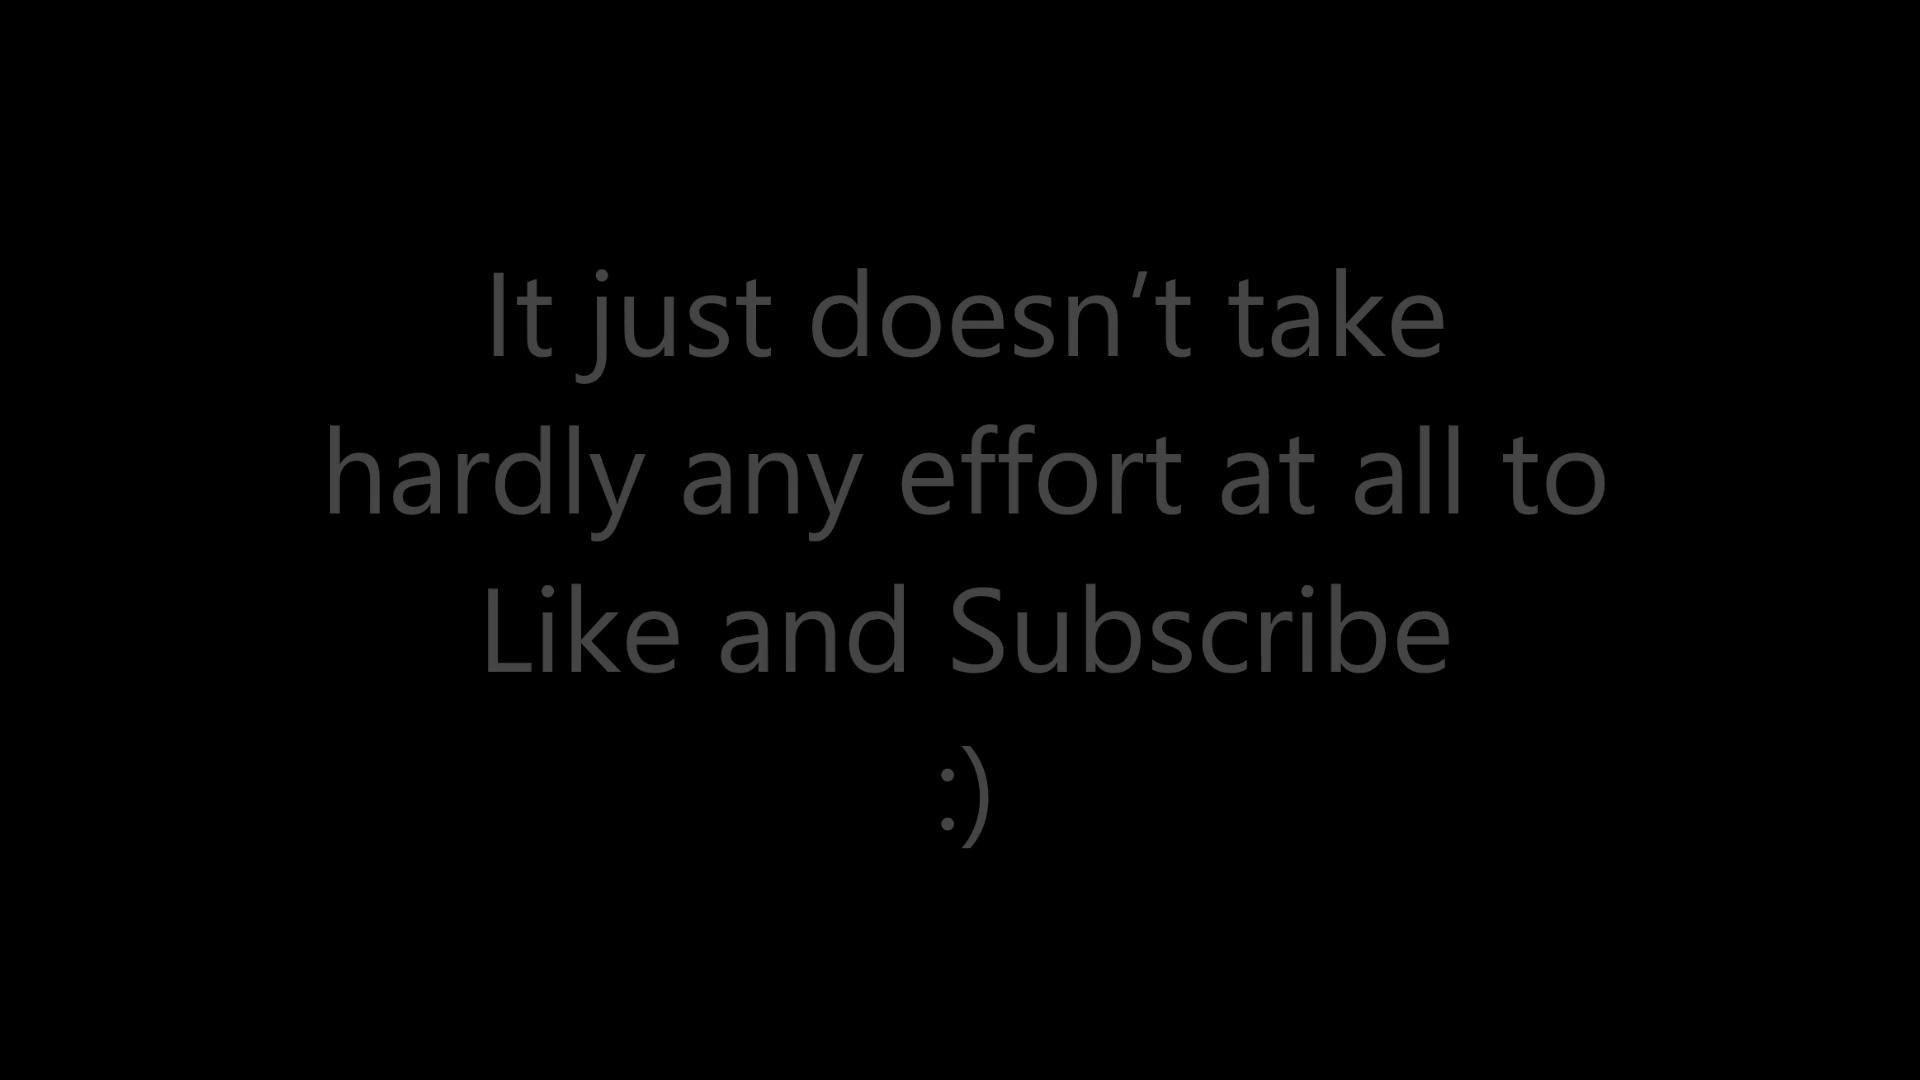 It just doesn’t take
hardly any effort at all to
Like and Subscribe
:)